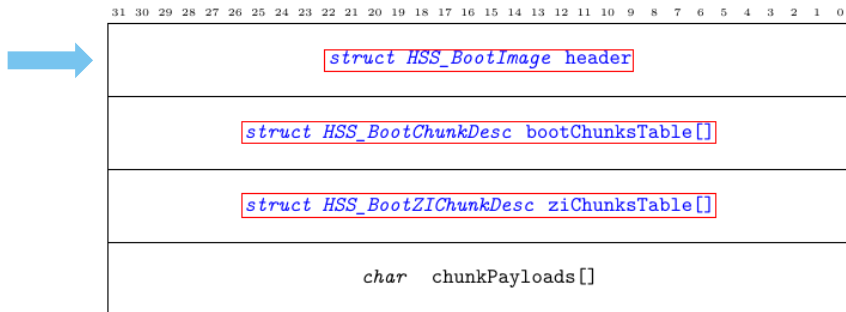 31 30 29 28 27 26 25 24 23 22 21 20 19 18 17 16 15 14 13 12 11 10 9 8 7 6 5 4 3 2 1 0
struct HSS_BootImage header
struct HSS_BootChunkDesc bootChunksTable[]
struct HSS_BootZIChunkDesc ziChunksTable[]
char chunkPayloads[]